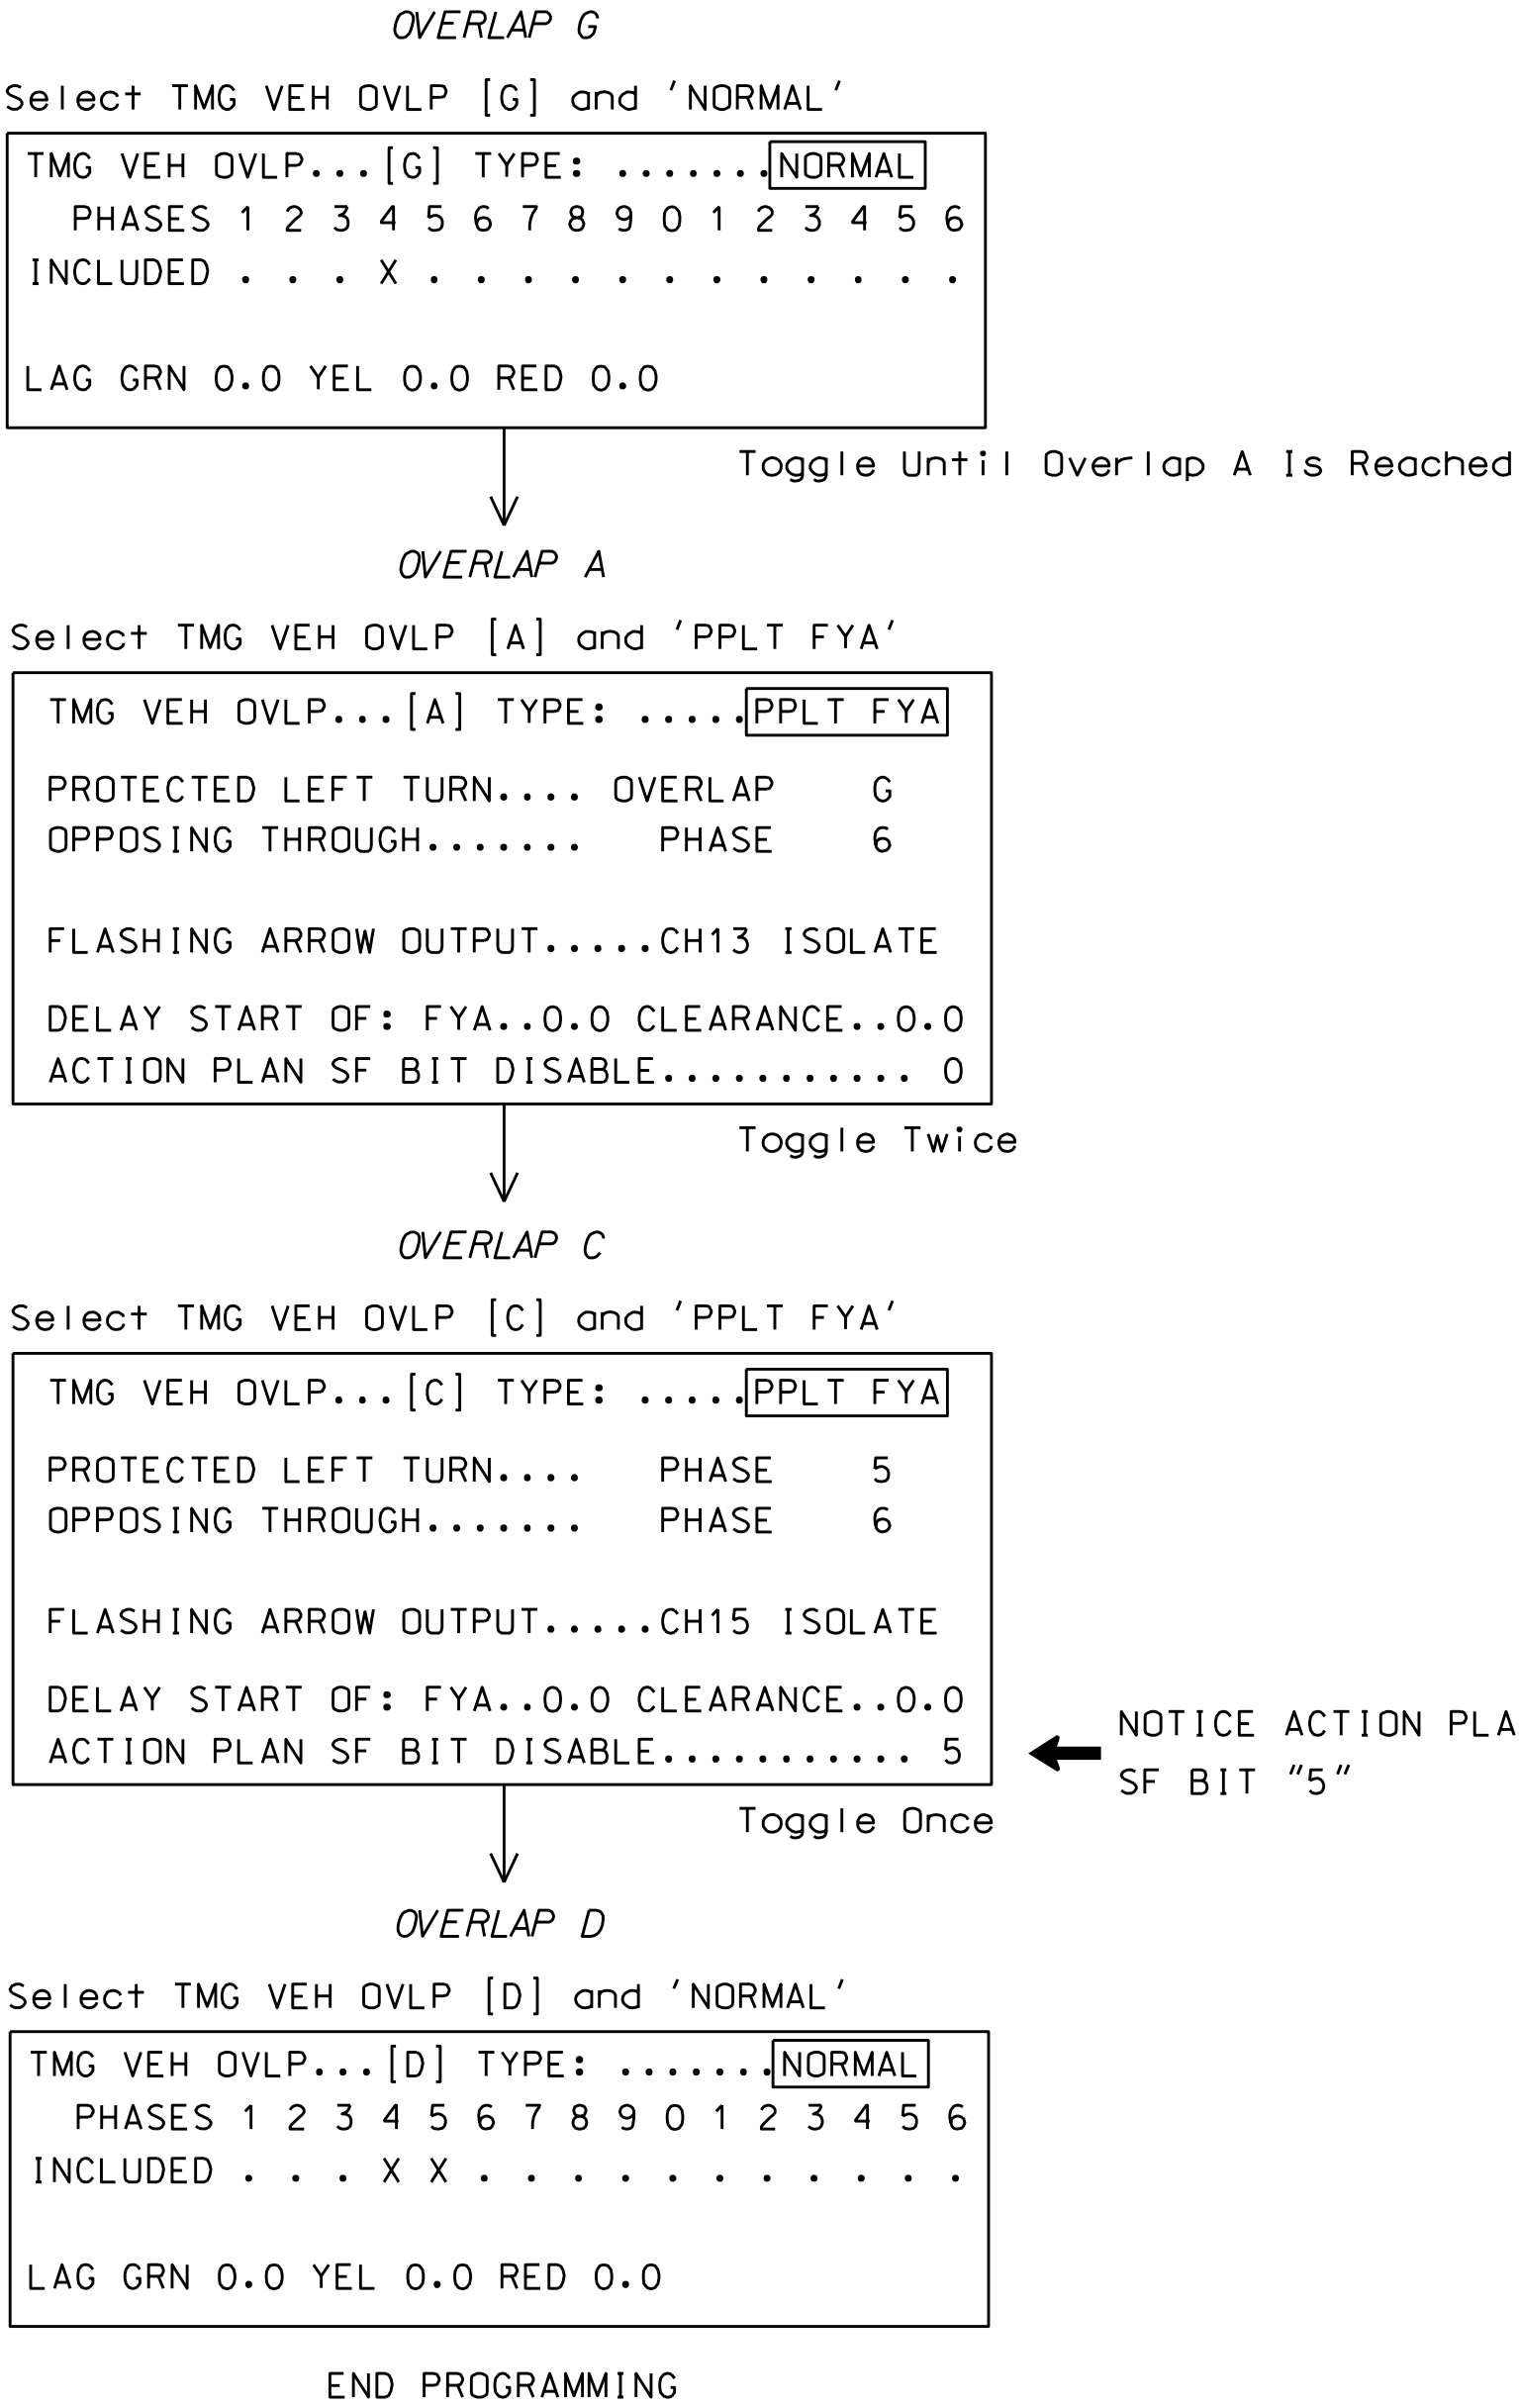 OVERLAP G
Select TMG VEH OVLP [G] and 'NORMAL'
TMG VEH OVLP...[G] TYPE: .......NORMAL
PHASES 1 2 3 4 5 6 7 8 9 0 1 2 3 4 5 6
INCLUDED . . . X . . . . . . . . . . . .
LAG GRN 0.0 YEL 0.0 RED 0.0
Toggle Until Overlap A Is Reached
OVERLAP A
Select TMG VEH OVLP [A] and 'PPLT FYA'
TMG VEH OVLP...[A] TYPE: .....PPLT FYA
PROTECTED LEFT TURN.... OVERLAP G
OPPOSING THROUGH....... PHASE 6
FLASHING ARROW OUTPUT.....CH13 ISOLATE
DELAY START OF: FYA..0.0 CLEARANCE..0.0
ACTION PLAN SF BIT DISABLE........... 0
Toggle Twice
OVERLAP C
Select TMG VEH OVLP [C] and 'PPLT FYA'
TMG VEH OVLP...[C] TYPE: .....PPLT FYA
PROTECTED LEFT TURN.... PHASE 5
OPPOSING THROUGH....... PHASE 6
FLASHING ARROW OUTPUT.....CH15 ISOLATE
DELAY START OF: FYA..0.0 CLEARANCE..0.0
ACTION PLAN SF BIT DISABLE........... 5
NOTICE ACTION PLA
SF BIT "5"
Toggle Once
OVERLAP D
Select TMG VEH OVLP [D] and 'NORMAL'
TMG VEH OVLP...[D] TYPE: .......NORMAL
PHASES 1 2 3 4 5 6 7 8 9 0 1 2 3 4 5 6
INCLUDED . . . X X . . . . . . . . . . .
LAG GRN 0.0 YEL 0.0 RED 0.0
END PROGRAMMING